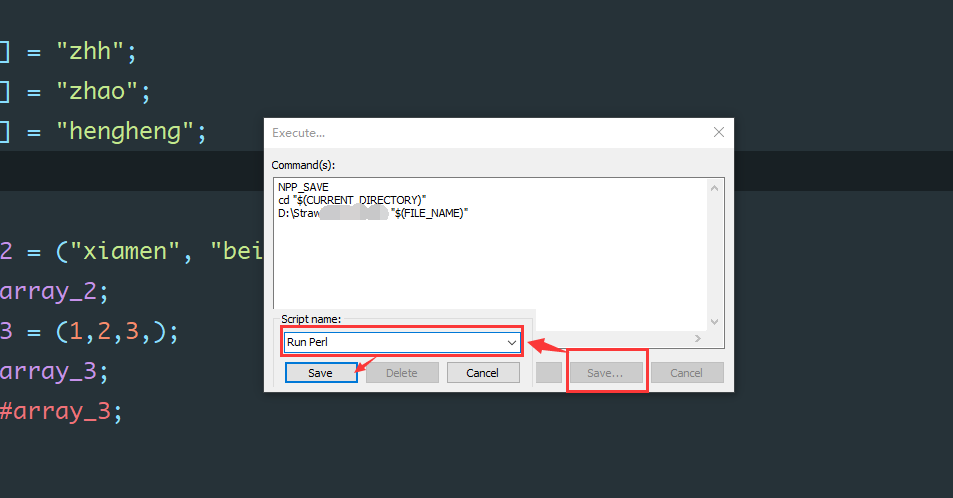 ] = "zhh";
] = "zhao";
] = "hengheng";
Execute...
Command(s):
NPP_SAVE
cd "$(CURRENT_DIRECTORY)"
D:\Straw "$(FILE_NAME)"
2 = ("xiamen", "bei
array_2;
3 = (1,2,3,);
array_3;
#array_3;
Script name:
Run Perl
Save Delete Cancel Save... Cancel